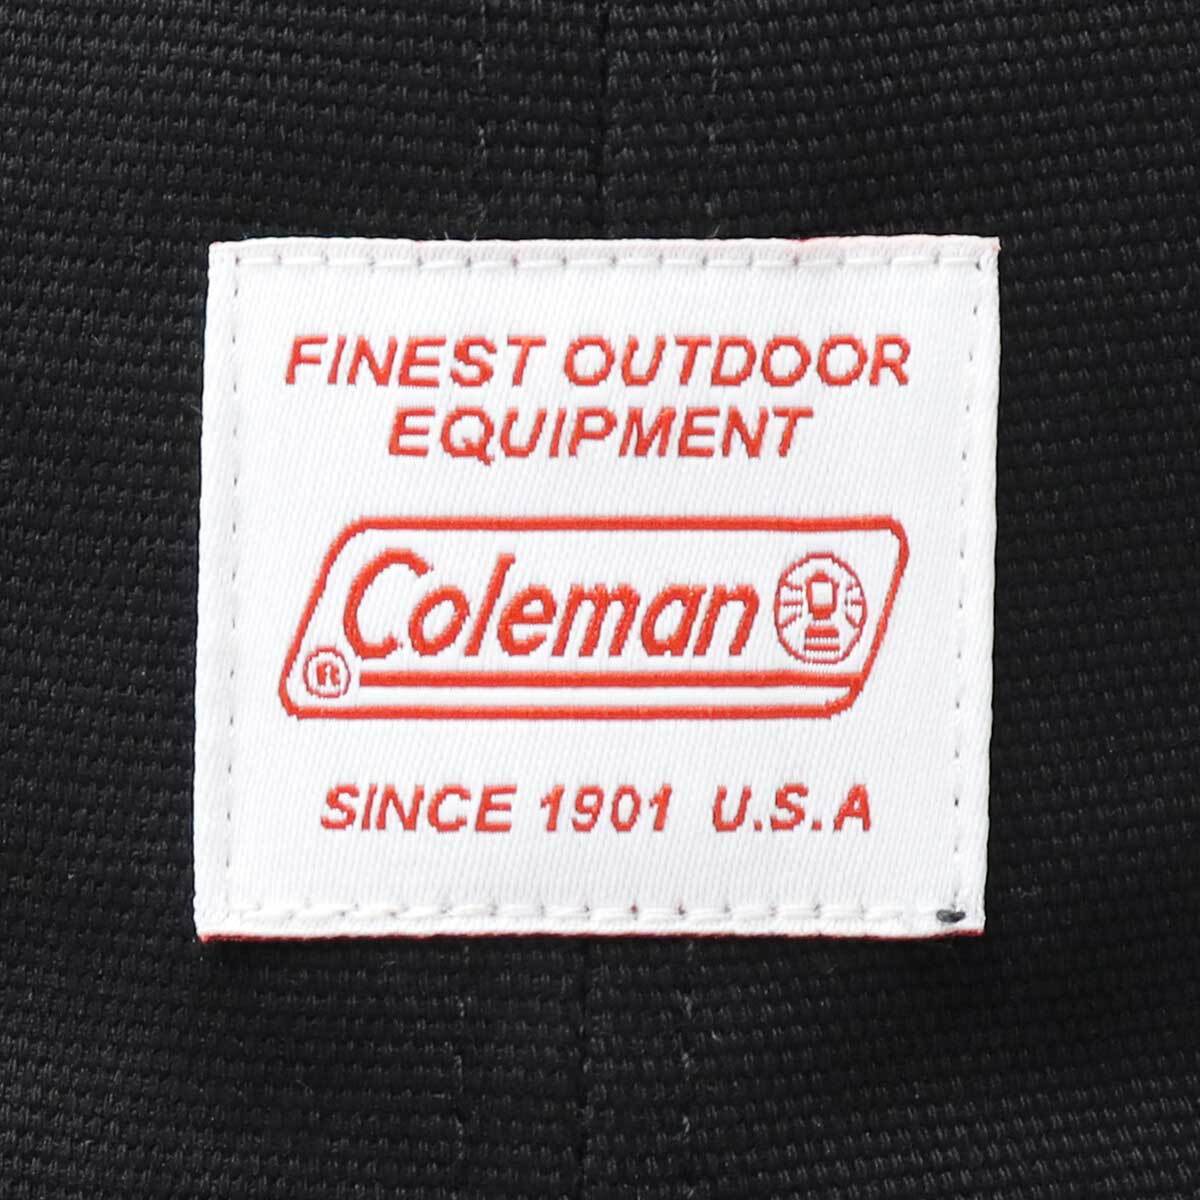 FINEST OUTDOOR
EQUIPMENT
Coleman
®
SINCE 1901 U.S.A